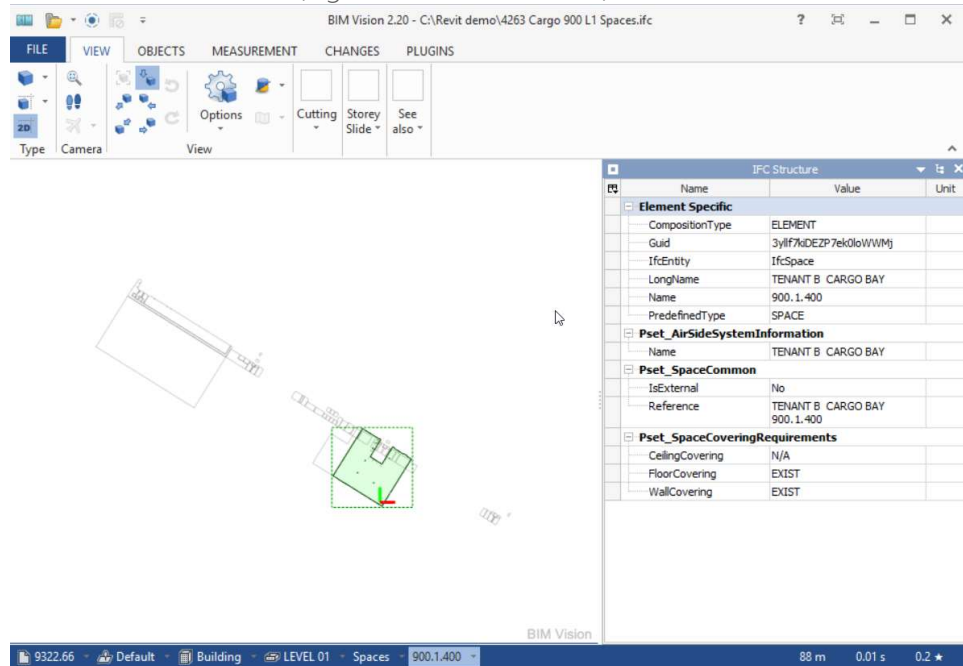 BIM Vision 2.20 - C:\Revit demo\4263 Cargo 900 L1 Spaces.ifc
FILE VIEW OBJECTS MEASUREMENT CHANGES PLUGINS
2D
Options
Cutting
Storey Slide
See also
Type Camera View
IFC Structure
Name Value Unit
Element Specific
CompositionType ELEMENT
Guid
IfcEntity IfcSpace
LongName TENANT B CARGO BAY
Name 900.1.400
PredefinedType SPACE
Pset_AirSideSystemInformation
Name TENANT B CARGO BAY
Pset_SpaceCommon
IsExternal No
Reference TENANT B CARGO BAY
900.1.400
Pset_SpaceCoveringRequirements
CeilingCovering N/A
FloorCovering EXIST
WallCovering EXIST
BIM Vision
9322.66 Default Building LEVEL 01 Spaces 900.1.400 88 m 0.01 s 0.2 ★